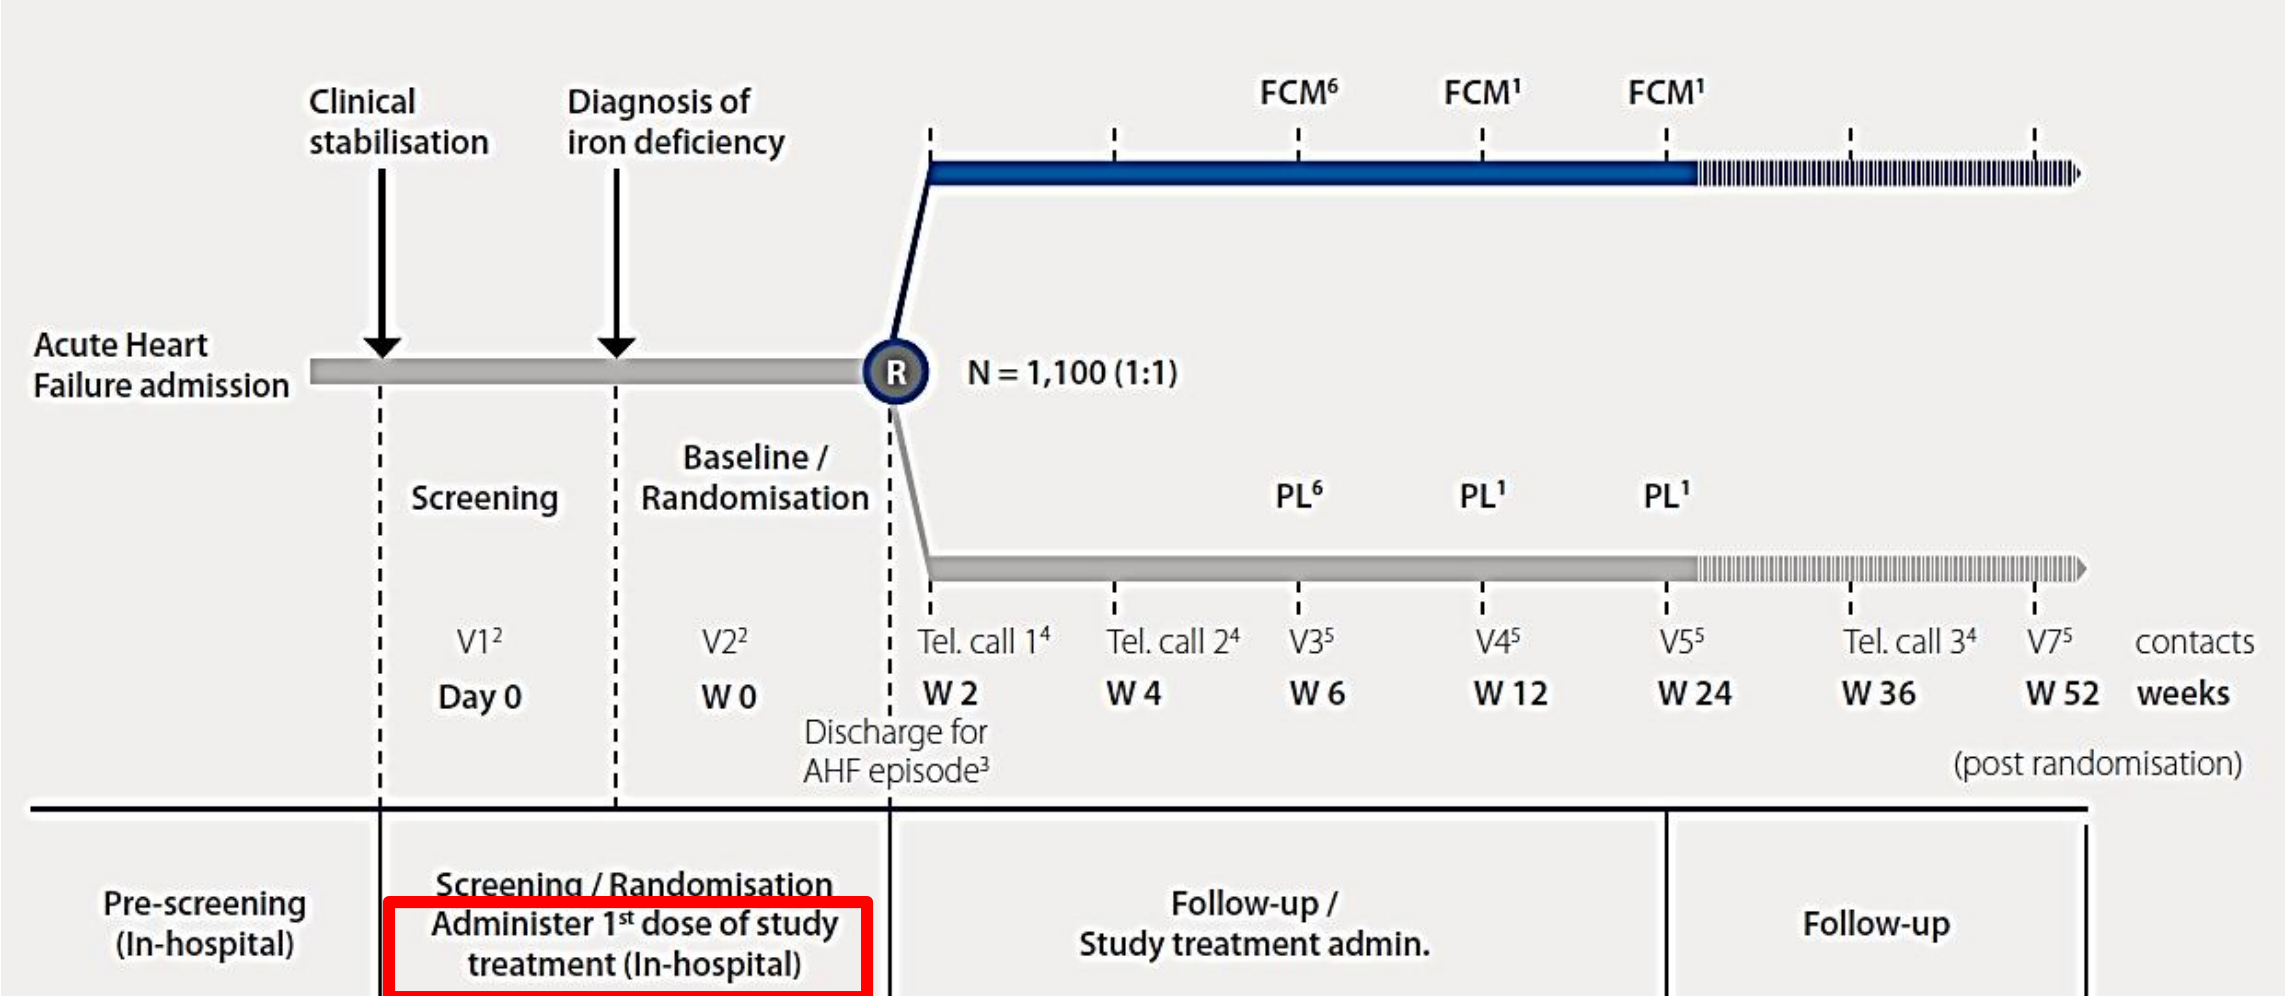 Clinical
stabilisation
Diagnosis of
iron deficiency
FCM⁶
FCM¹
FCM¹
Acute Heart
Failure admission
R
N = 1,100 (1:1)
Screening
Baseline /
Randomisation
PL⁶
PL¹
PL¹
V1²
V2²
Tel. call 1⁴
Tel. call 2⁴
V3⁵
V4⁵
V5⁵
Tel. call 3⁴
V7⁵
contacts
Day 0
W 0
W 2
W 4
W 6
W 12
W 24
W 36
W 52
weeks
Discharge for
AHF episode³
(post randomisation)
Pre-screening
(In-hospital)
Screening / Randomisation
Administer 1ˢᵗ dose of study
treatment (In-hospital)
Follow-up /
Study treatment admin.
Follow-up